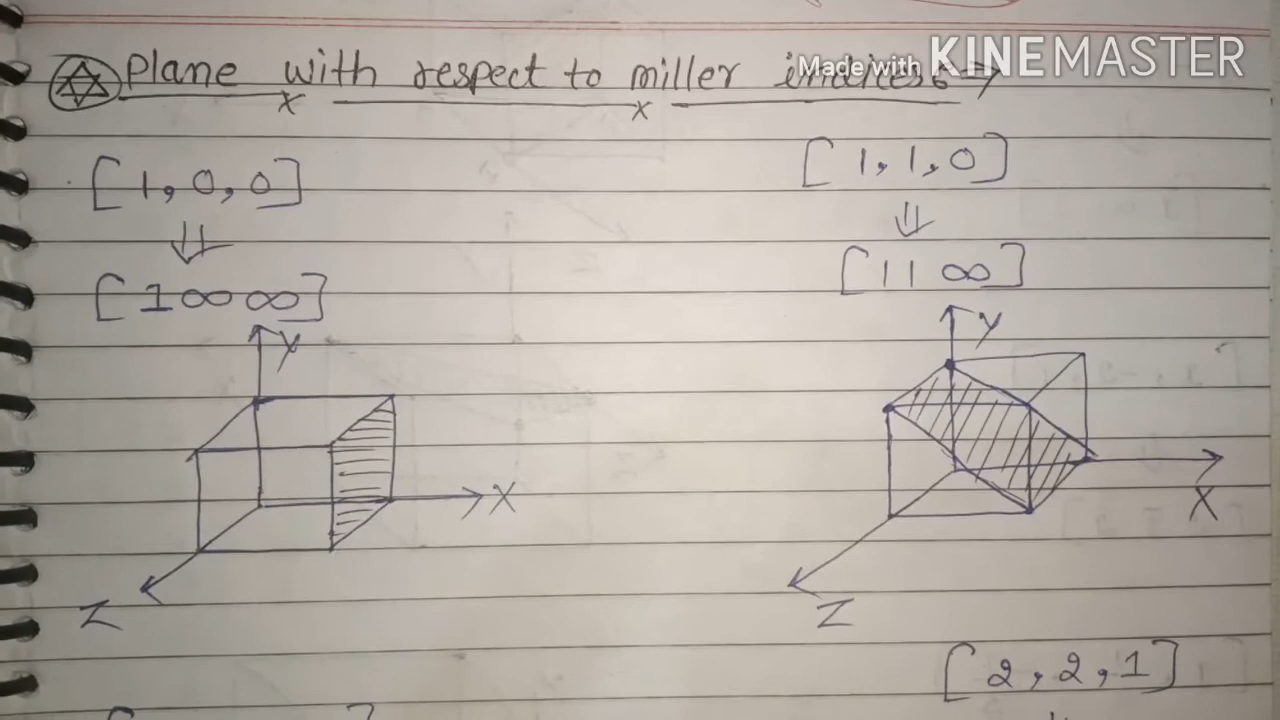 Plane with respect to miller indices →
Made with KINEMASTER
[1, 0, 0]
⇓
[1 ∞ ∞]
Y
X
Z
[1, 1, 0]
⇓
[1 1 ∞]
Y
X
Z
[2, 2, 1]